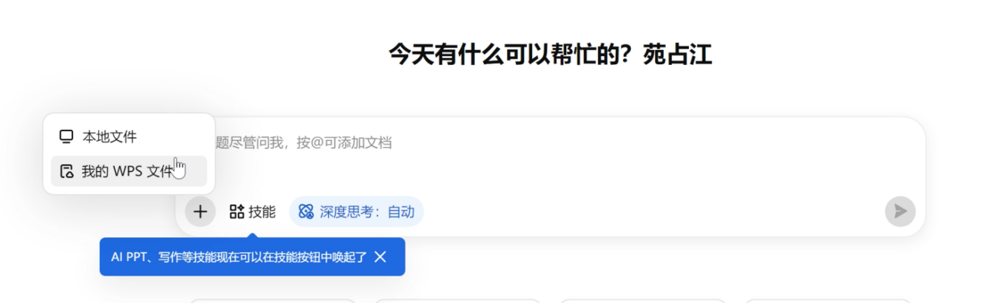 今天有什么可以帮忙的？苑占江
本地文件
我的 WPS 文件
题尽管问我，按@可添加文档
技能
深度思考：自动
AI PPT、写作等技能现在可以在技能按钮中唤起了